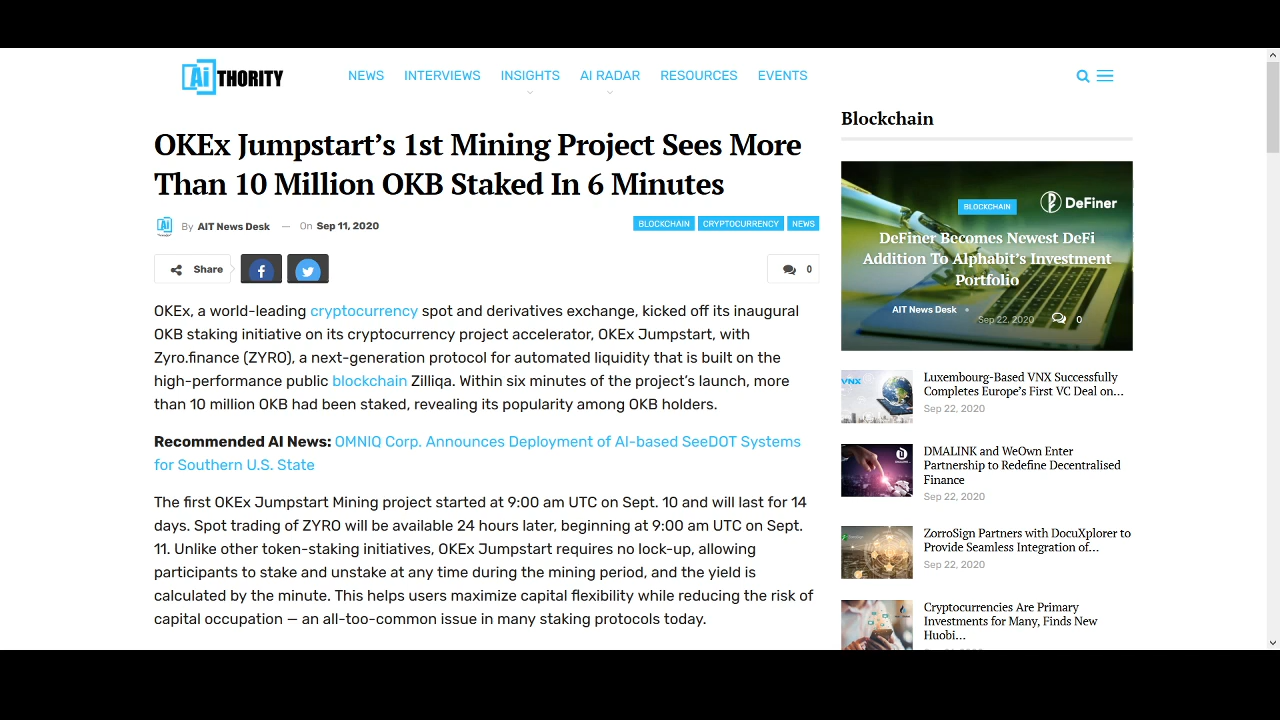 AiTHORITY
NEWS INTERVIEWS INSIGHTS AI RADAR RESOURCES EVENTS
OKEx Jumpstart’s 1st Mining Project Sees More
Than 10 Million OKB Staked In 6 Minutes
By AIT News Desk — On Sep 11, 2020
BLOCKCHAIN CRYPTOCURRENCY NEWS
Share
0
OKEx, a world-leading cryptocurrency spot and derivatives exchange, kicked off its inaugural
OKB staking initiative on its cryptocurrency project accelerator, OKEx Jumpstart, with
Zyro.finance (ZYRO), a next-generation protocol for automated liquidity that is built on the
high-performance public blockchain Zilliqa. Within six minutes of the project’s launch, more
than 10 million OKB had been staked, revealing its popularity among OKB holders.
Recommended AI News: OMNIQ Corp. Announces Deployment of AI-based SeeDOT Systems
for Southern U.S. State
The first OKEx Jumpstart Mining project started at 9:00 am UTC on Sept. 10 and will last for 14
days. Spot trading of ZYRO will be available 24 hours later, beginning at 9:00 am UTC on Sept.
11. Unlike other token-staking initiatives, OKEx Jumpstart requires no lock-up, allowing
participants to stake and unstake at any time during the mining period, and the yield is
calculated by the minute. This helps users maximize capital flexibility while reducing the risk of
capital occupation — an all-too-common issue in many staking protocols today.
Blockchain
DeFiner
BLOCKCHAIN
DeFiner Becomes Newest DeFi
Addition To Alphabit’s Investment
Portfolio
AIT News Desk
Sep 22, 2020 0
VNX
Luxembourg-Based VNX Successfully
Completes Europe’s First VC Deal on…
Sep 22, 2020
DMALINK and WeOwn Enter
Partnership to Redefine Decentralised
Finance
Sep 22, 2020
ZorroSign Partners with DocuXplorer to
Provide Seamless Integration of…
Sep 22, 2020
Cryptocurrencies Are Primary
Investments for Many, Finds New
Huobi…